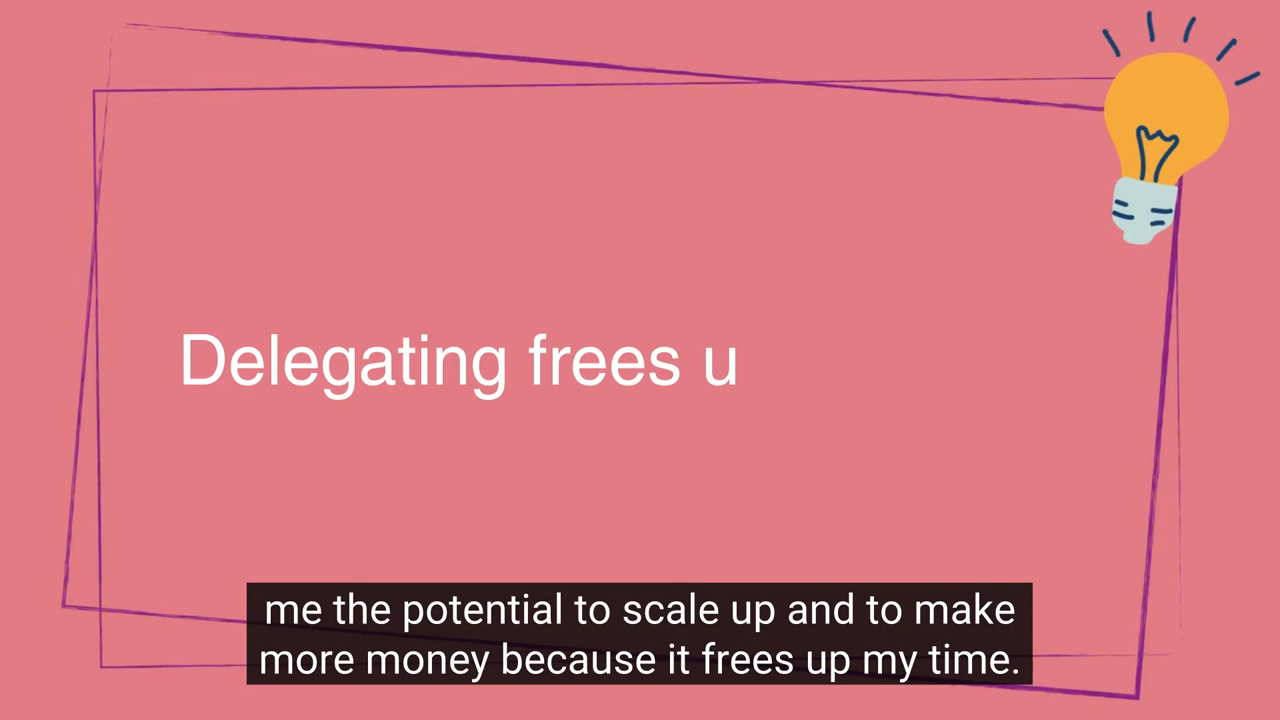 Delegating frees u
me the potential to scale up and to make
more money because it frees up my time.